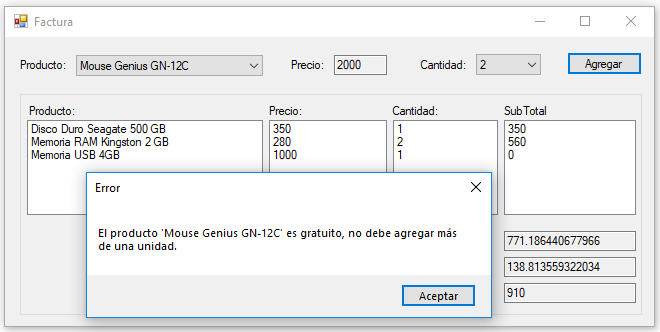 Factura
Producto: Mouse Genius GN-12C Precio: 2000 Cantidad: 2 Agregar
Producto: Precio: Cantidad: SubTotal
Disco Duro Seagate 500 GB 350 1 350
Memoria RAM Kingston 2 GB 280 2 560
Memoria USB 4GB 1000 1 0
Error
El producto 'Mouse Genius GN-12C' es gratuito, no debe agregar más
de una unidad.
Aceptar
771.186440677966
138.813559322034
910